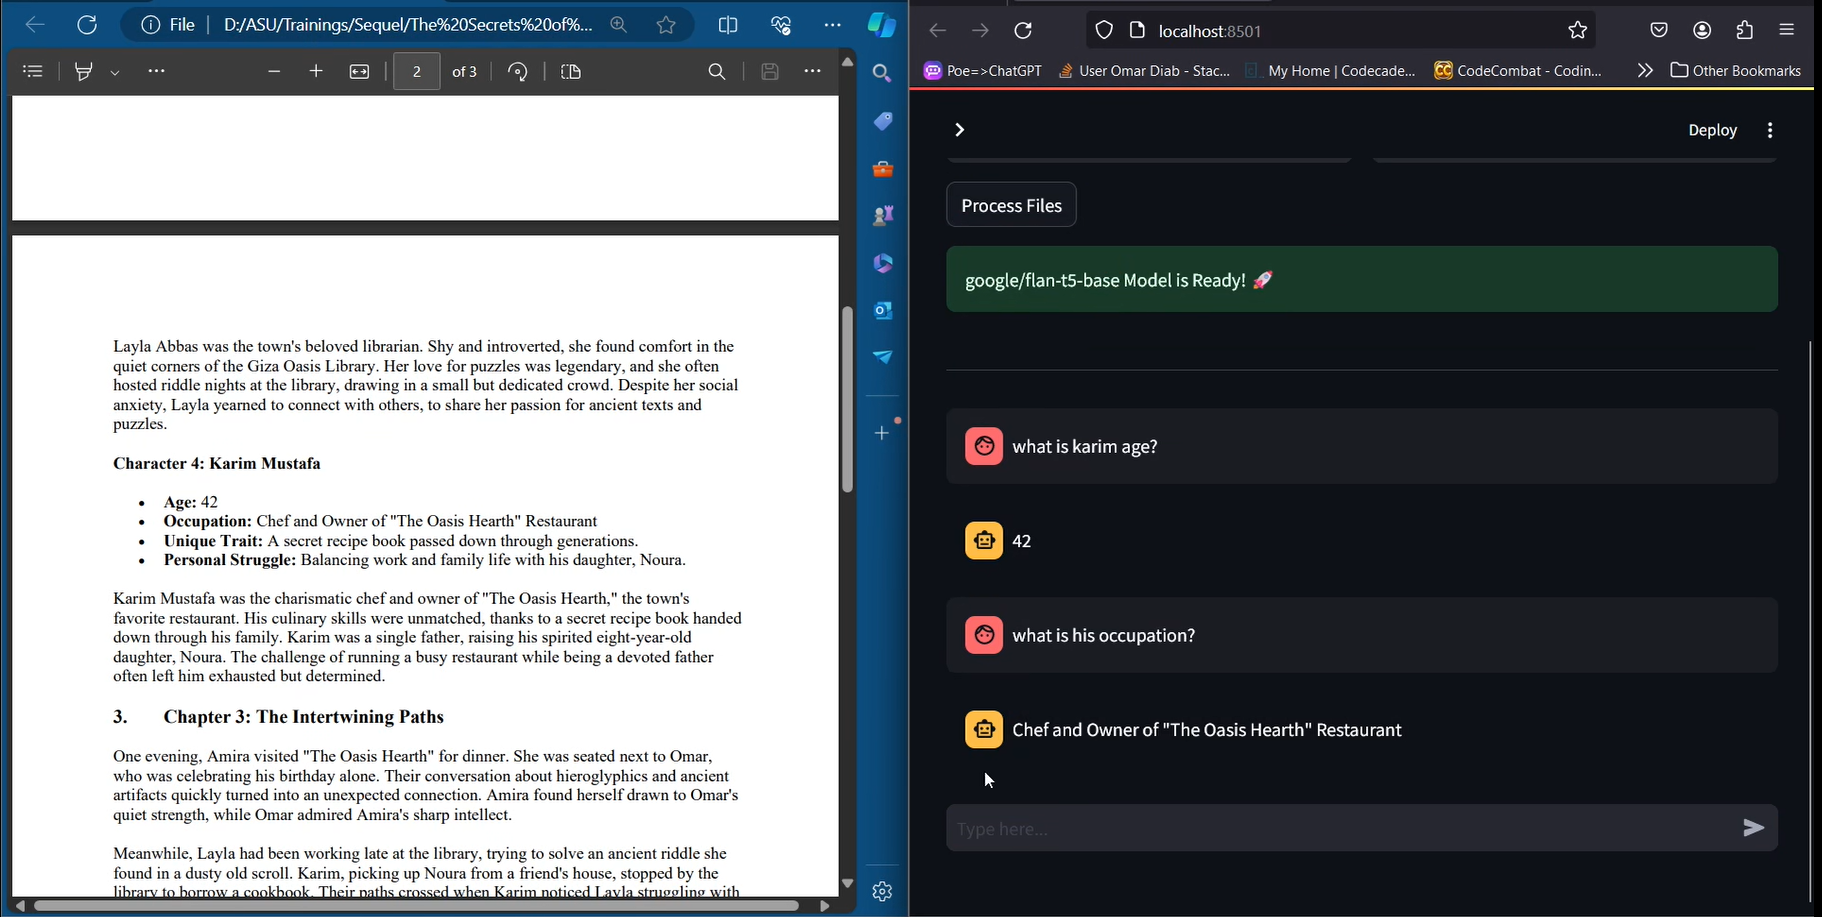 File
D:/ASU/Trainings/Sequel/The%20Secrets%20of%...
2
of 3
Layla Abbas was the town's beloved librarian. Shy and introverted, she found comfort in the
quiet corners of the Giza Oasis Library. Her love for puzzles was legendary, and she often
hosted riddle nights at the library, drawing in a small but dedicated crowd. Despite her social
anxiety, Layla yearned to connect with others, to share her passion for ancient texts and
puzzles.
Character 4: Karim Mustafa
• Age: 42
• Occupation: Chef and Owner of "The Oasis Hearth" Restaurant
• Unique Trait: A secret recipe book passed down through generations.
• Personal Struggle: Balancing work and family life with his daughter, Noura.
Karim Mustafa was the charismatic chef and owner of "The Oasis Hearth," the town's
favorite restaurant. His culinary skills were unmatched, thanks to a secret recipe book handed
down through his family. Karim was a single father, raising his spirited eight-year-old
daughter, Noura. The challenge of running a busy restaurant while being a devoted father
often left him exhausted but determined.
3. Chapter 3: The Intertwining Paths
One evening, Amira visited "The Oasis Hearth" for dinner. She was seated next to Omar,
who was celebrating his birthday alone. Their conversation about hieroglyphics and ancient
artifacts quickly turned into an unexpected connection. Amira found herself drawn to Omar's
quiet strength, while Omar admired Amira's sharp intellect.
Meanwhile, Layla had been working late at the library, trying to solve an ancient riddle she
found in a dusty old scroll. Karim, picking up Noura from a friend's house, stopped by the
library to borrow a cookbook. Their paths crossed when Karim noticed Layla struggling with
localhost:8501
Poe=>ChatGPT
User Omar Diab - Stac...
My Home | Codecade...
CC
CodeCombat - Codin...
Other Bookmarks
Deploy
Process Files
google/flan-t5-base Model is Ready! 🚀
what is karim age?
42
what is his occupation?
Chef and Owner of "The Oasis Hearth" Restaurant
Type here...